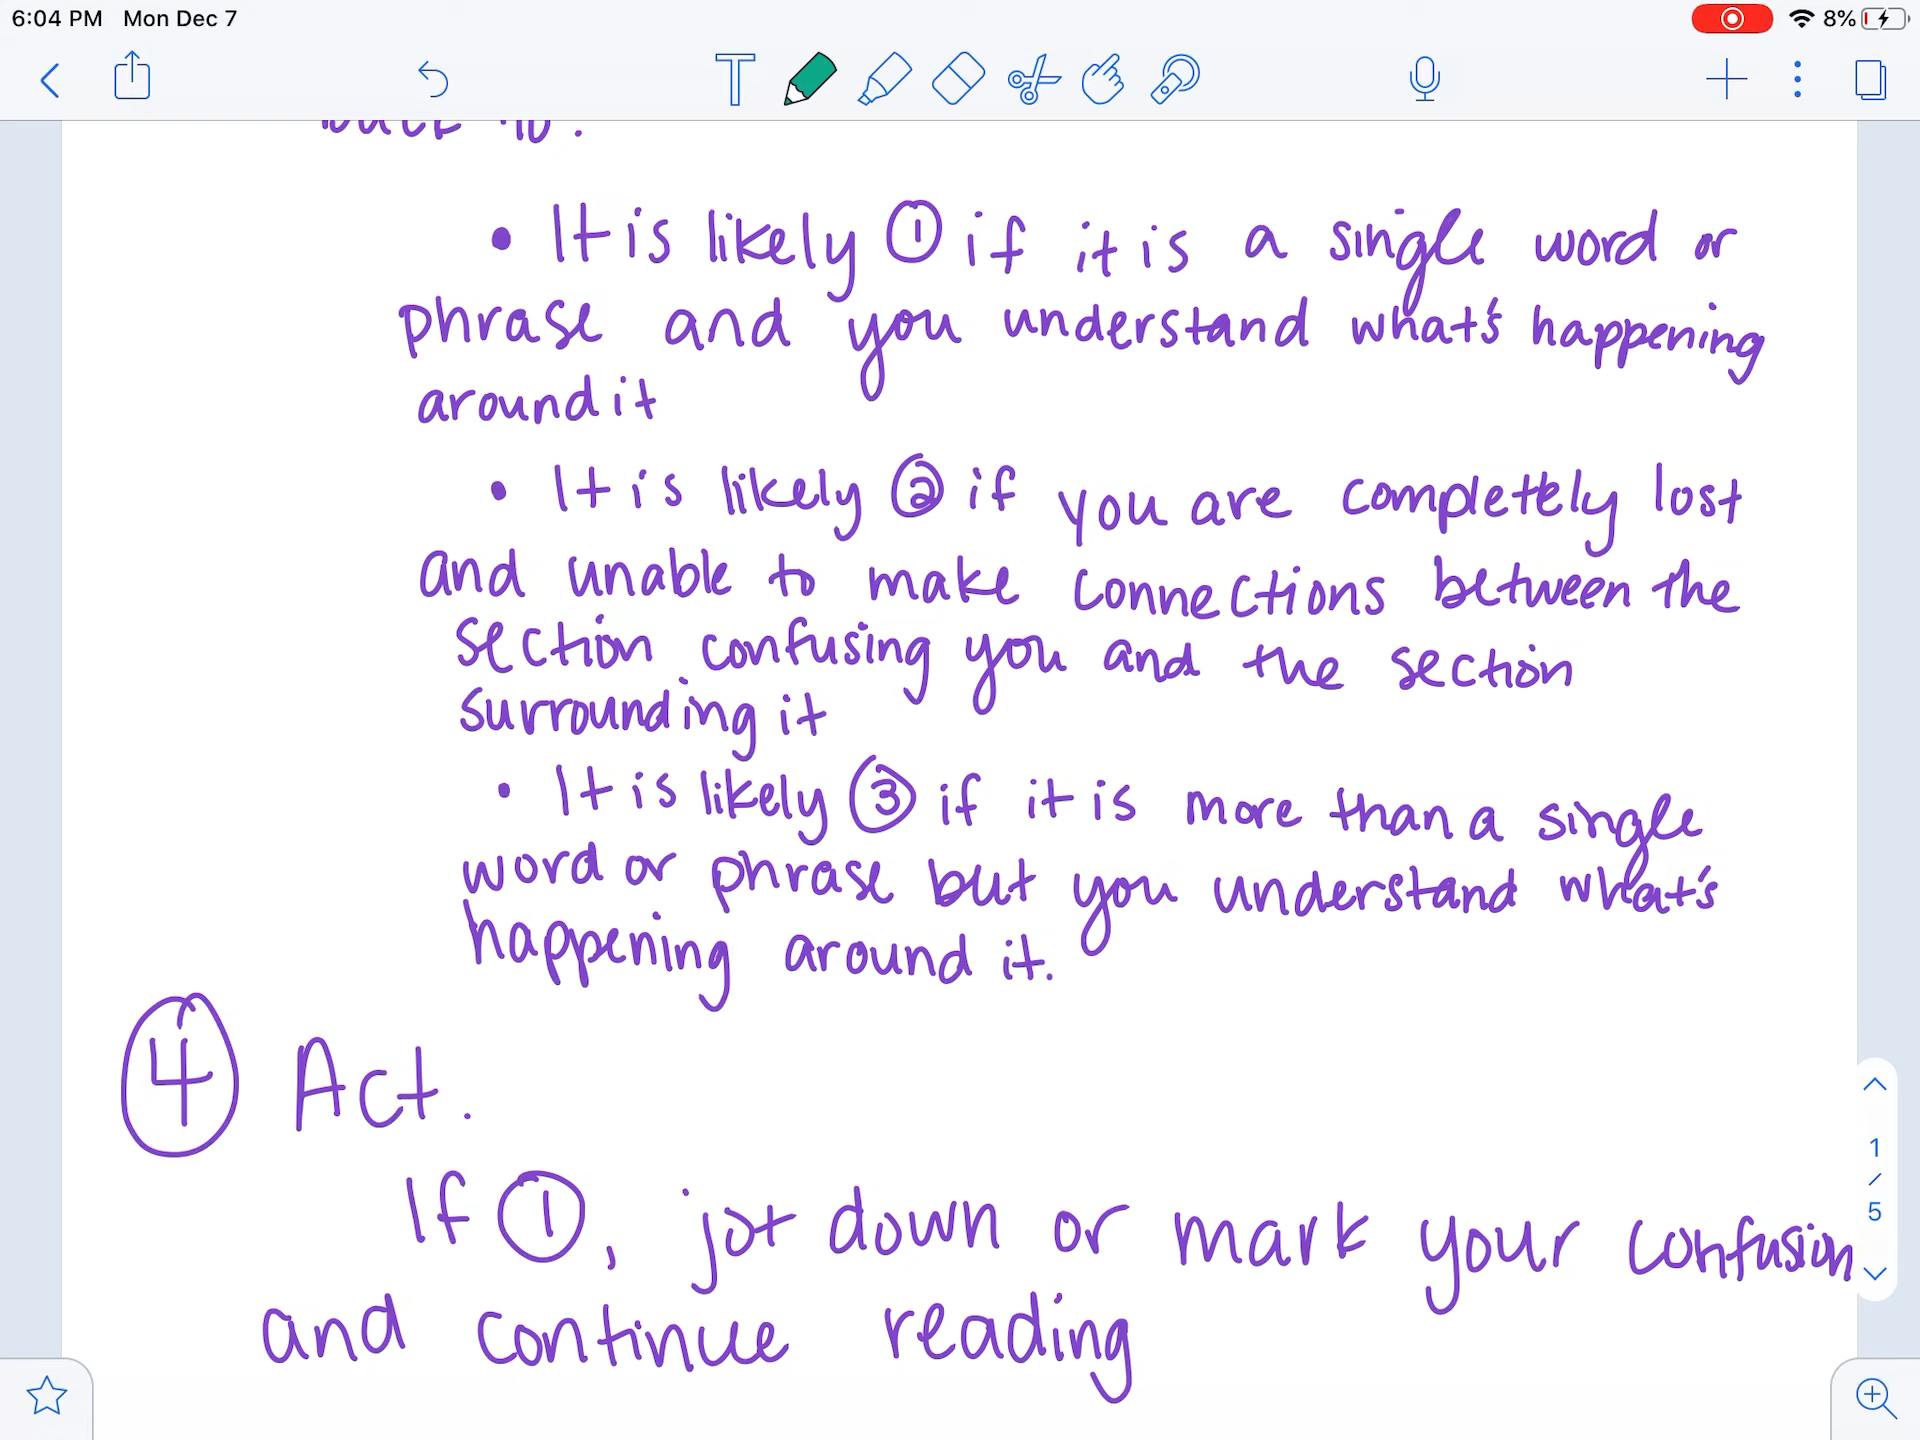 6:04 PM Mon Dec 7 8%
T
back to.
• It is likely ① if it is a single word or
phrase and you understand what's happening
around it
• It is likely ② if you are completely lost
and unable to make connections between the
section confusing you and the section
surrounding it
• It is likely ③ if it is more than a single
word or phrase but you understand what's
happening around it.
④ Act.
If ①, jot down or mark your confusion
and continue reading
1
/
5